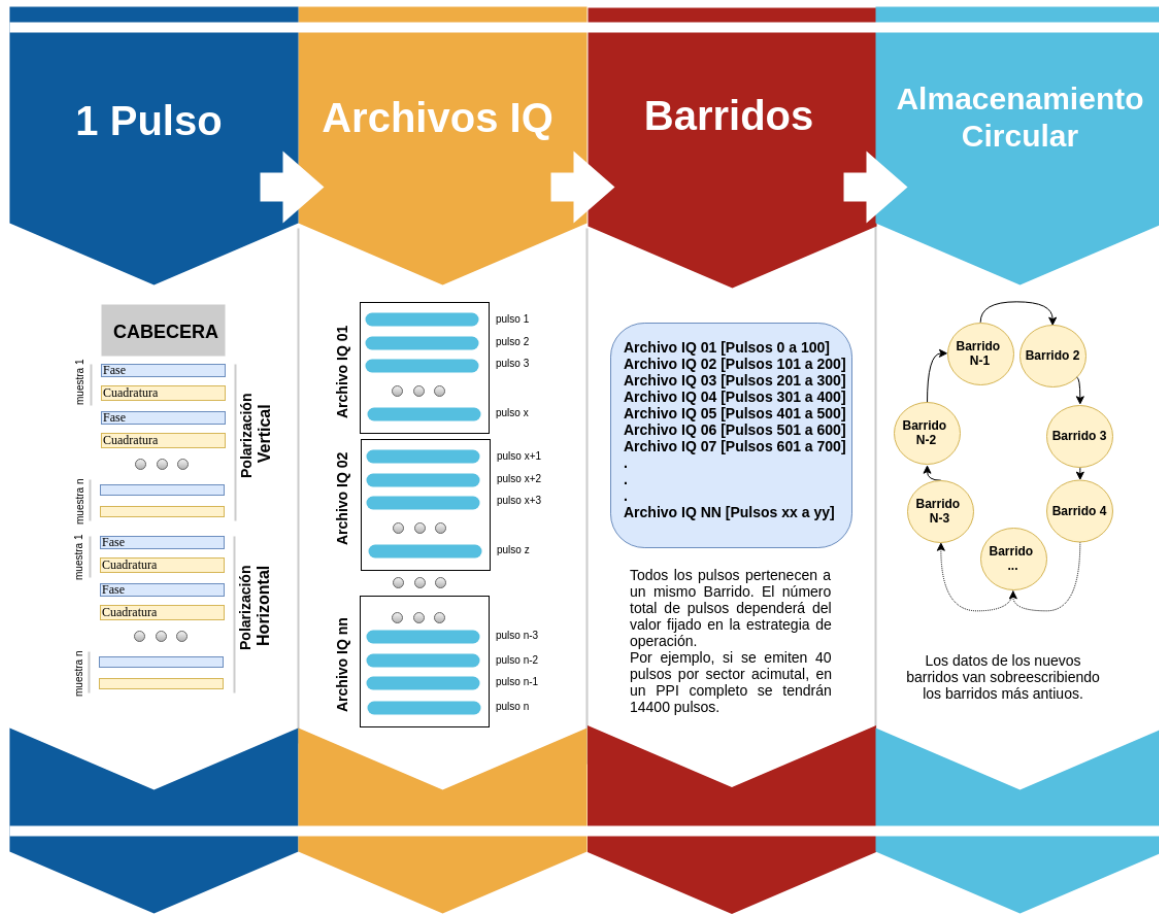 1 Pulso
Archivos IQ
Barridos
Almacenamiento
Circular
CABECERA
muestra 1
Fase
Cuadratura
Fase
Cuadratura
muestra n
Polarización
Vertical
muestra 1
Fase
Cuadratura
Fase
Cuadratura
muestra n
Polarización
Horizontal
Archivo IQ 01
pulso 1
pulso 2
pulso 3
pulso x
Archivo IQ 02
pulso x+1
pulso x+2
pulso x+3
pulso z
Archivo IQ nn
pulso n-3
pulso n-2
pulso n-1
pulso n
Archivo IQ 01 [Pulsos 0 a 100]
Archivo IQ 02 [Pulsos 101 a 200]
Archivo IQ 03 [Pulsos 201 a 300]
Archivo IQ 04 [Pulsos 301 a 400]
Archivo IQ 05 [Pulsos 401 a 500]
Archivo IQ 06 [Pulsos 501 a 600]
Archivo IQ 07 [Pulsos 601 a 700]
.
.
.
Archivo IQ NN [Pulsos xx a yy]
Todos los pulsos pertenecen a
un mismo Barrido. El número
total de pulsos dependerá del
valor fijado en la estrategia de
operación.
Por ejemplo, si se emiten 40
pulsos por sector acimutal, en
un PPI completo se tendrán
14400 pulsos.
Barrido
N-1
Barrido 2
Barrido
N-2
Barrido 3
Barrido
N-3
Barrido 4
Barrido
...
Los datos de los nuevos
barridos van sobreescribiendo
los barridos más antiuos.